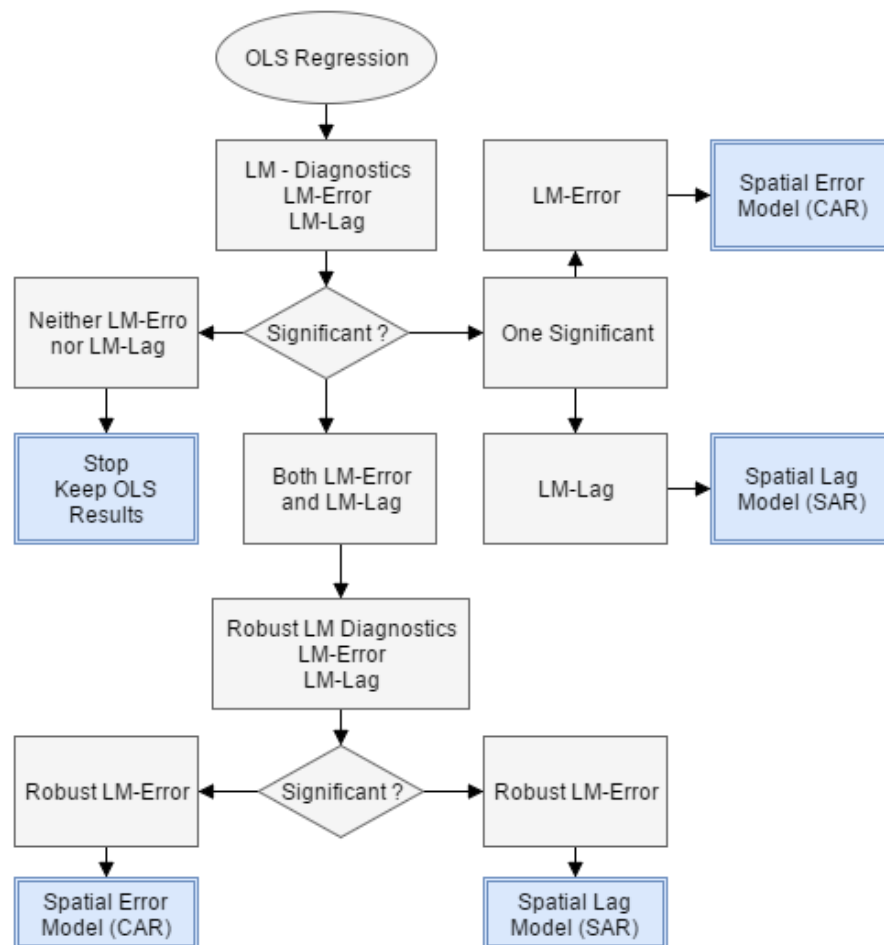 OLS Regression
LM - Diagnostics
LM-Error
LM-Lag
LM-Error
Spatial Error
Model (CAR)
Neither LM-Erro
nor LM-Lag
Significant ?
One Significant
Stop
Keep OLS
Results
Both LM-Error
and LM-Lag
LM-Lag
Spatial Lag
Model (SAR)
Robust LM Diagnostics
LM-Error
LM-Lag
Robust LM-Error
Significant ?
Robust LM-Error
Spatial Error
Model (CAR)
Spatial Lag
Model (SAR)